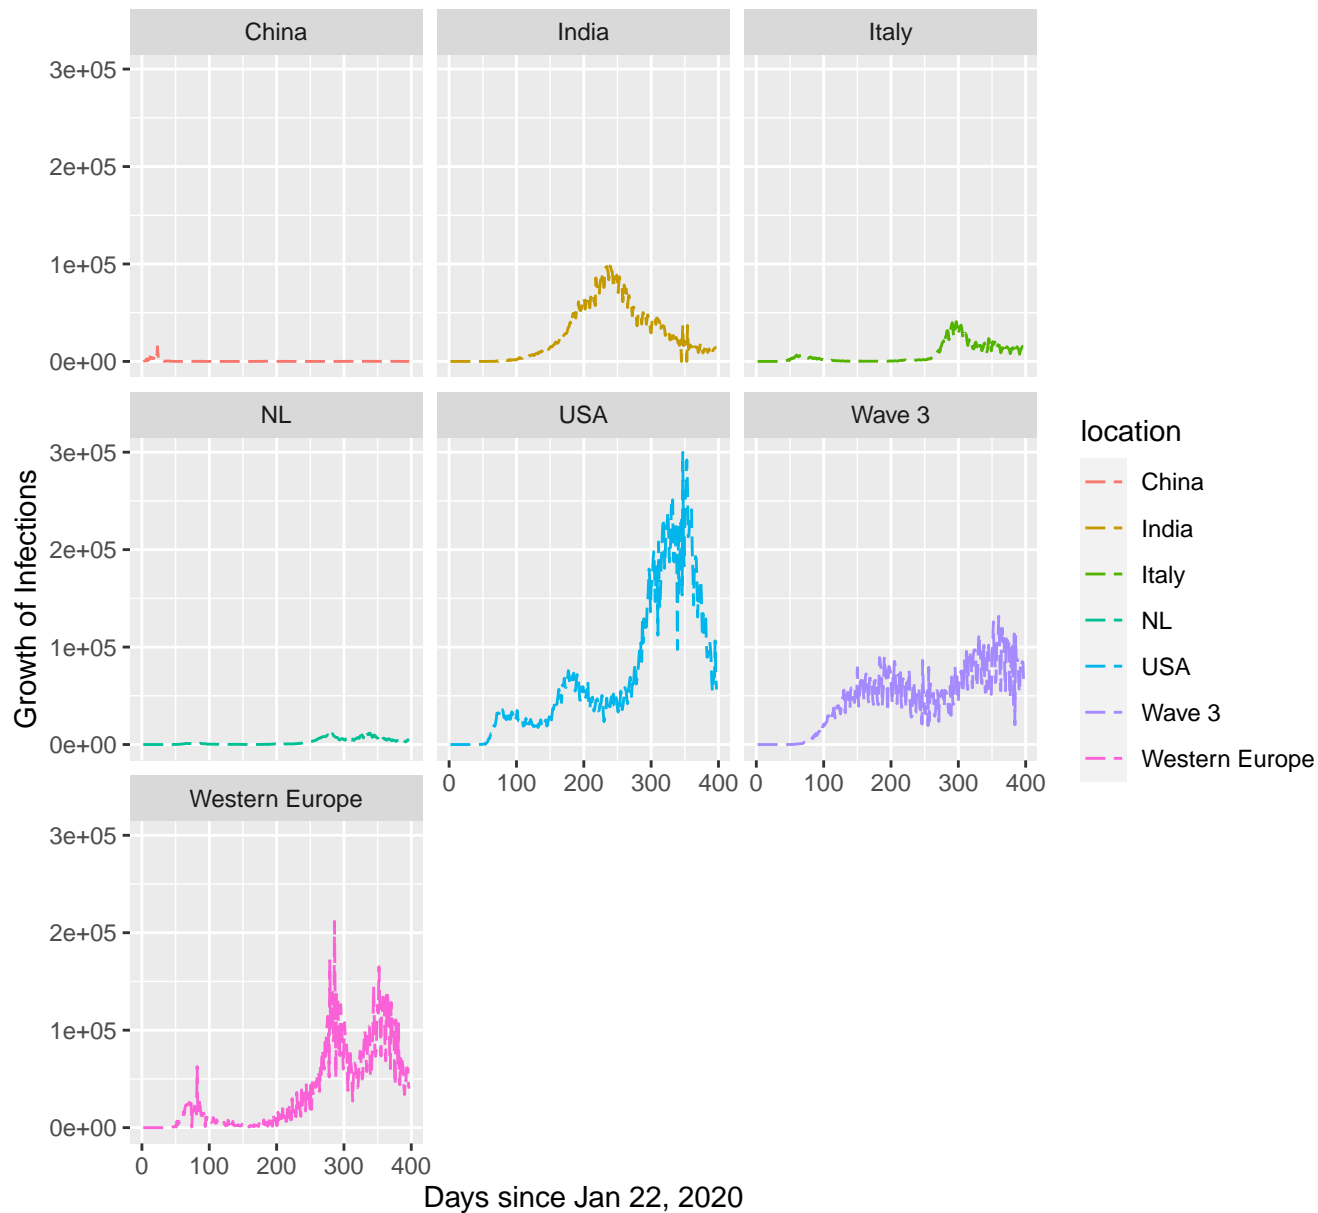 China
India
Italy
3e+05
2e+05
1e+05
0e+00
NL
USA
Wave 3
3e+05
2e+05
1e+05
0e+00
0 100 200 300 400
0 100 200 300 400
Western Europe
3e+05
2e+05
1e+05
0e+00
0 100 200 300 400
Days since Jan 22, 2020
Growth of Infections
location
China
India
Italy
NL
USA
Wave 3
Western Europe